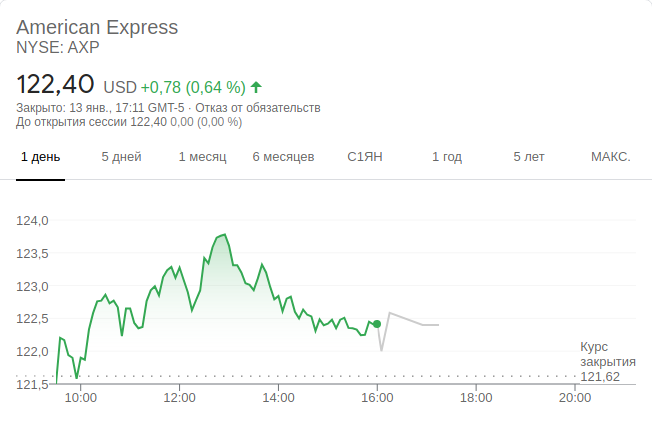 American Express
NYSE: AXP
122,40 USD +0,78 (0,64 %)
Закрыто: 13 янв., 17:11 GMT-5 · Отказ от обязательств
До открытия сессии 122,40 0,00 (0,00 %)
1 день 5 дней 1 месяц 6 месяцев С1ЯН 1 год 5 лет МАКС.
124,0
123,5
123,0
122,5
122,0
121,5
Курс
закрытия
121,62
10:00 12:00 14:00 16:00 18:00 20:00